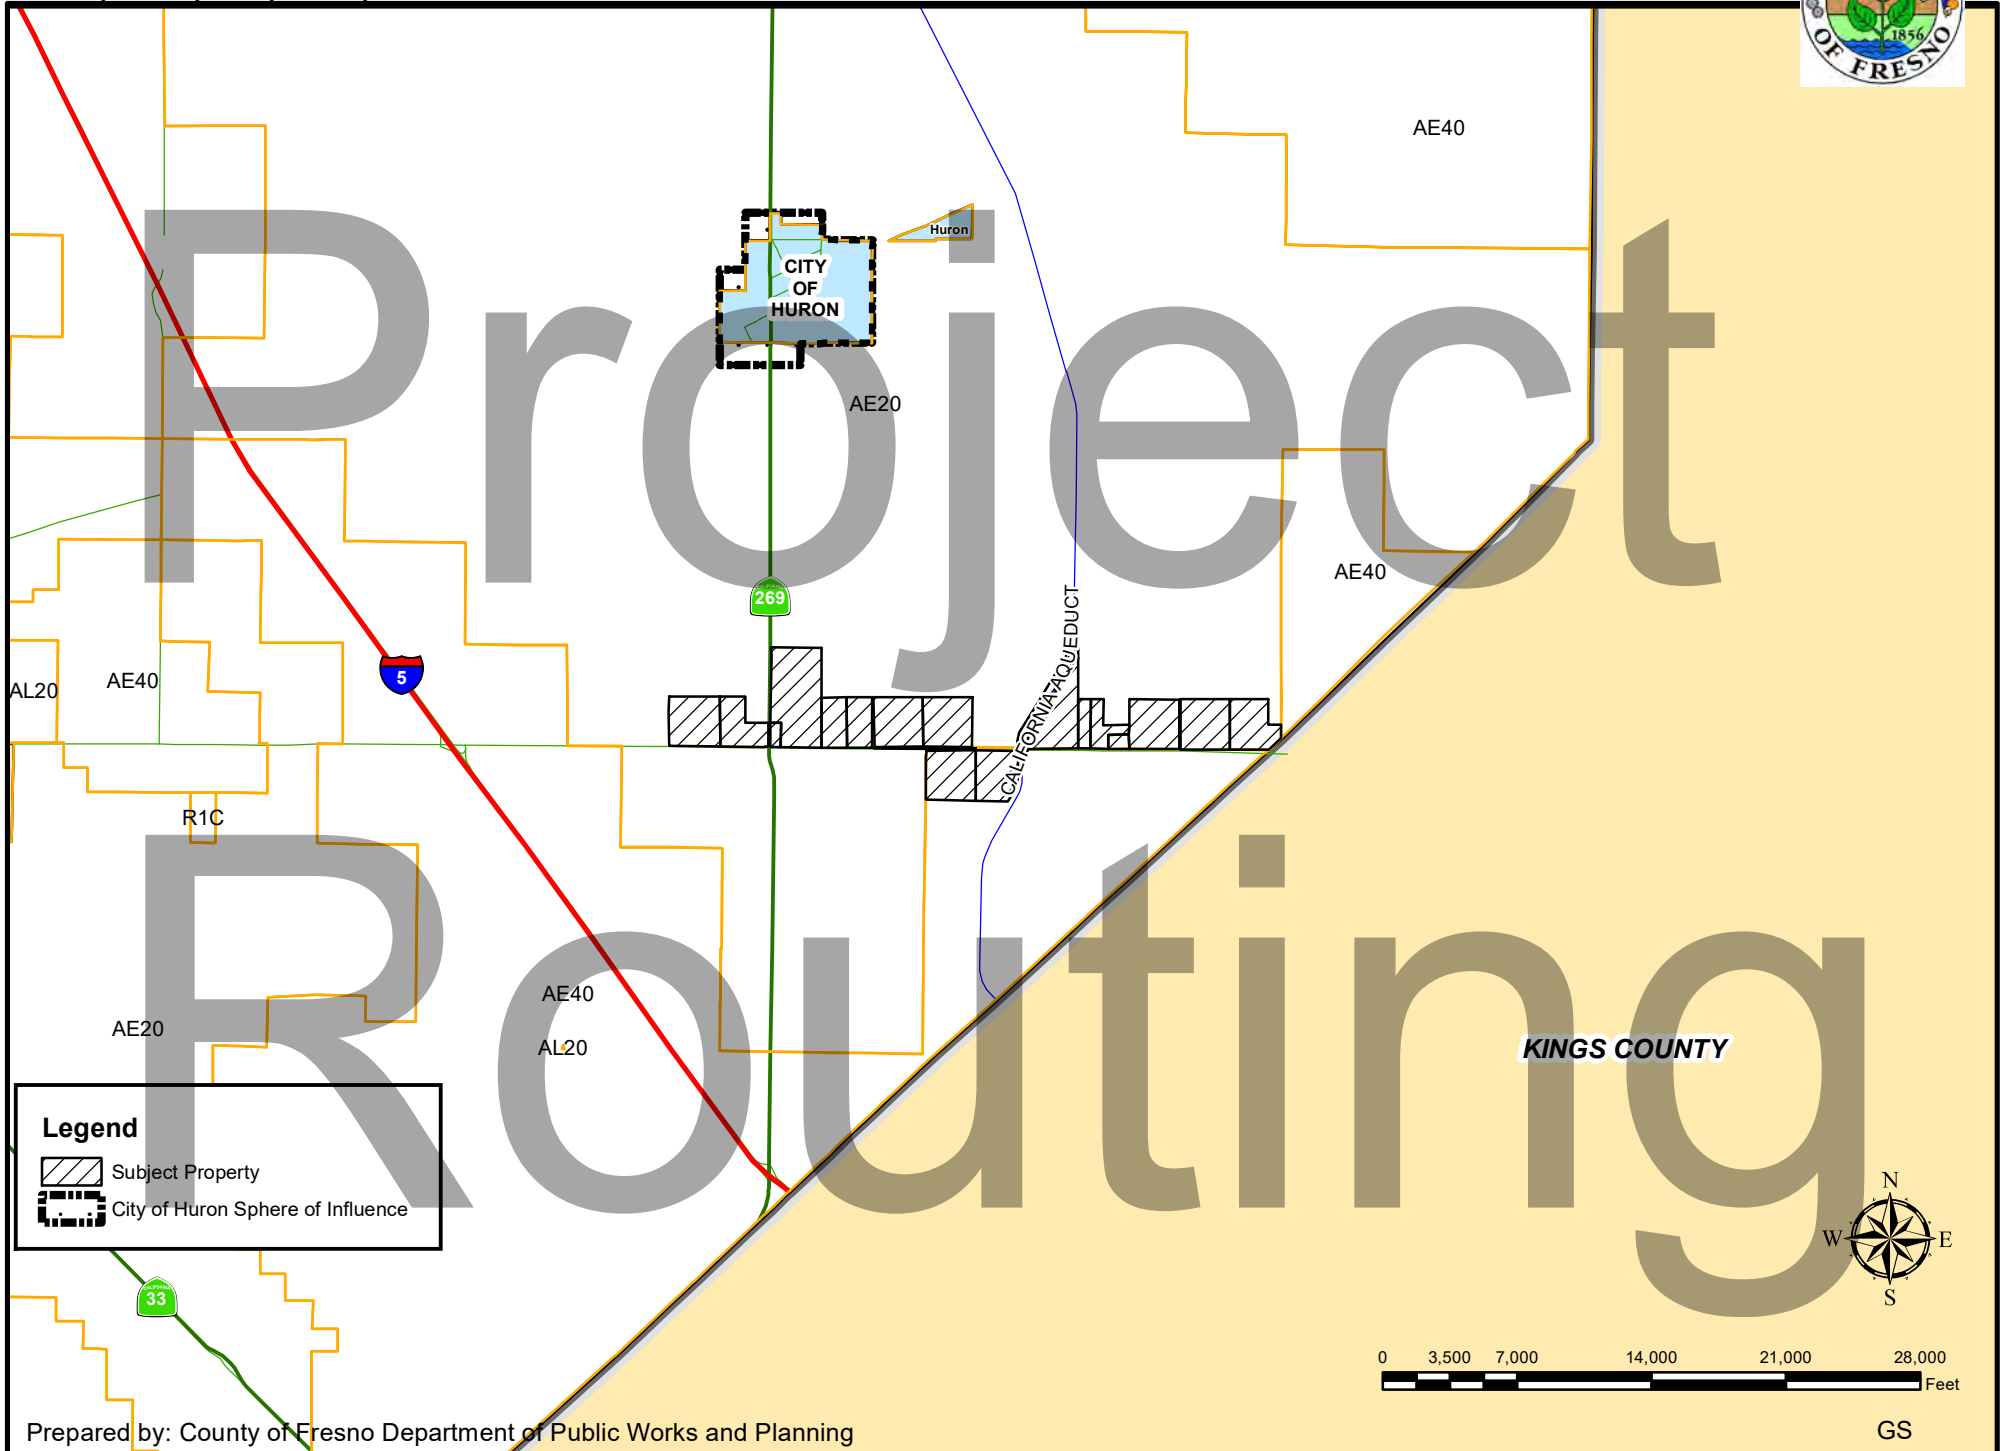 1856
OF FRESNO
AE40
Huron
CITY
OF
HURON
Project
AE20
AE40
CALIFORNIA
269
CALIFORNIA AQUEDUCT
5
AL20
AE40
R1C
Routing
AE40
AE20
AL20
KINGS COUNTY
Legend
Subject Property
City of Huron Sphere of Influence
N
W
E
S
CALIFORNIA
33
0 3,500 7,000 14,000 21,000 28,000
Feet
Prepared by: County of Fresno Department of Public Works and Planning
GS